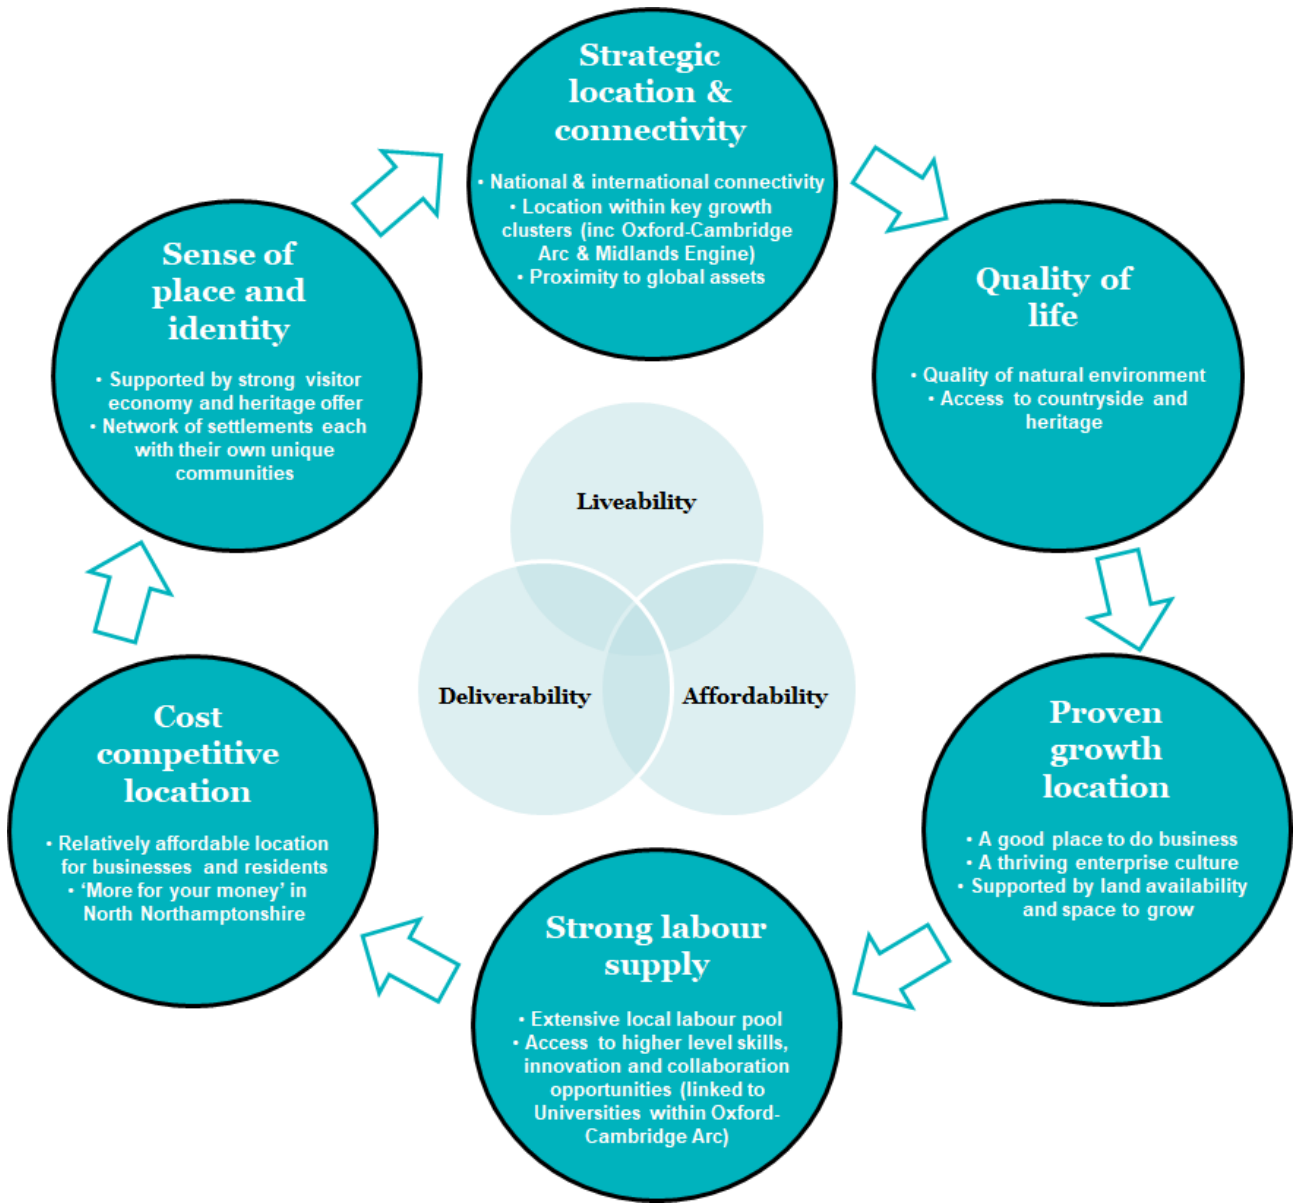 Strategic
location &
connectivity
• National & international connectivity
• Location within key growth
clusters (inc Oxford-Cambridge
Arc & Midlands Engine)
• Proximity to global assets
Quality of
life
• Quality of natural environment
• Access to countryside and
heritage
Proven
growth
location
• A good place to do business
• A thriving enterprise culture
• Supported by land availability
and space to grow
Strong labour
supply
• Extensive local labour pool
• Access to higher level skills,
innovation and collaboration
opportunities (linked to
Universities within Oxford-
Cambridge Arc)
Cost
competitive
location
• Relatively affordable location
for businesses and residents
• ‘More for your money’ in
North Northamptonshire
Sense of
place and
identity
• Supported by strong visitor
economy and heritage offer
• Network of settlements each
with their own unique
communities
Liveability
Deliverability
Affordability